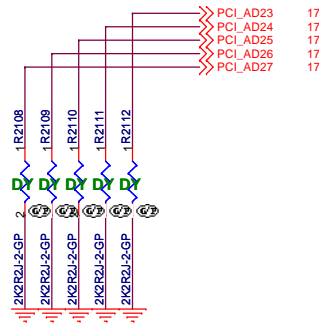 PCI_AD23 17
PCI_AD24 17
PCI_AD25 17
PCI_AD26 17
PCI_AD27 17
1 R2108
1 R2109
1 R2110
1 R2111
1 R2112
DY DY DY DY DY
2
2K2R2J-2-GP
2K2R2J-2-GP
2K2R2J-2-GP
2K2R2J-2-GP
2K2R2J-2-GP